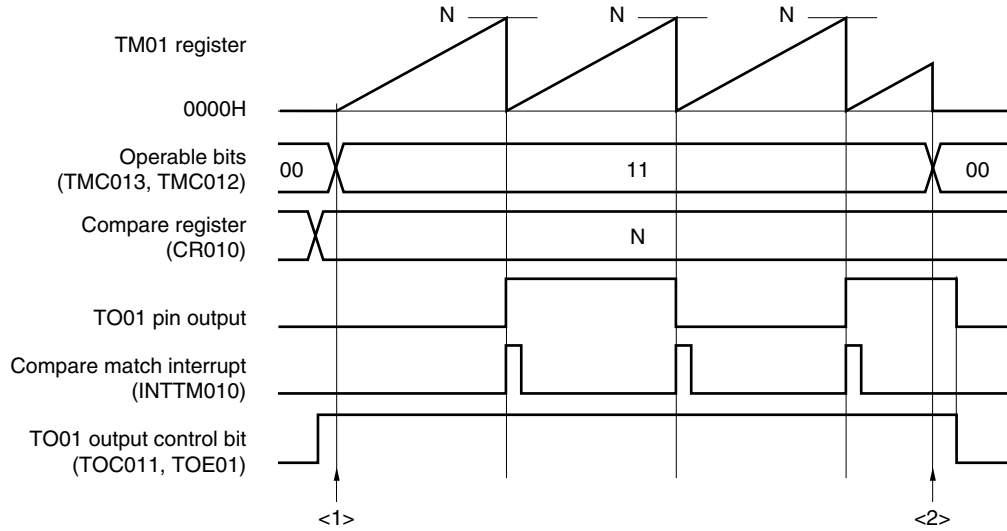 N N N
TM01 register
0000H
Operable bits
(TMC013, TMC012)
00 11 00
Compare register
(CR010)
N
TO01 pin output
Compare match interrupt
(INTTM010)
TO01 output control bit
(TOC011, TOE01)
<1> <2>